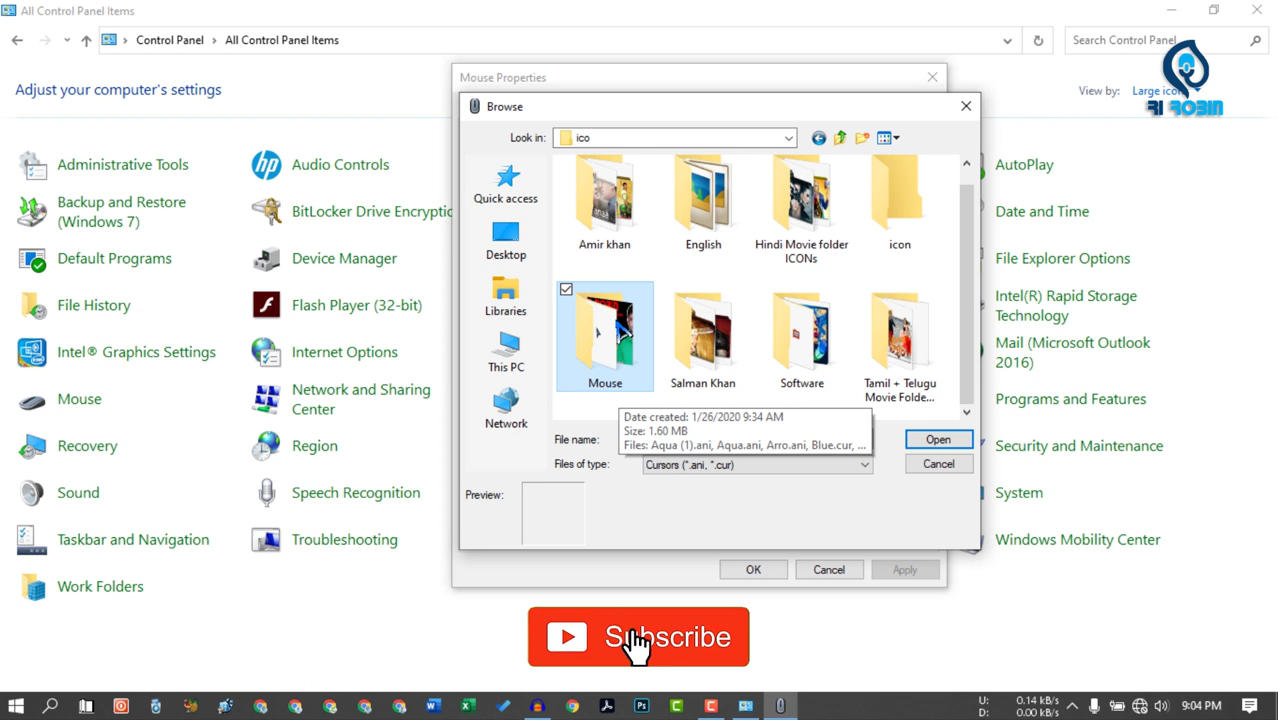 All Control Panel Items
Control Panel
All Control Panel Items
Search Control Panel
Adjust your computer's settings
View by:
Large
RI ROBIN
Administrative Tools
Backup and Restore
(Windows 7)
Default Programs
File History
Intel® Graphics Settings
Mouse
Recovery
Sound
Taskbar and Navigation
Work Folders
Audio Controls
BitLocker Drive Encryptic
Device Manager
Flash Player (32-bit)
Internet Options
Network and Sharing
Center
Region
Speech Recognition
Troubleshooting
AutoPlay
Date and Time
File Explorer Options
Intel(R) Rapid Storage
Technology
Mail (Microsoft Outlook
2016)
Programs and Features
Security and Maintenance
System
Windows Mobility Center
Mouse Properties
Browse
Look in:
ico
Quick access
Desktop
Libraries
This PC
Network
Amir khan
English
Hindi Movie folder
ICONs
icon
Mouse
Salman Khan
Software
Tamil + Telugu
Movie Folde...
Date created: 1/26/2020 9:34 AM
Size: 1.60 MB
Files: Aqua (1).ani, Aqua.ani, Arro.ani, Blue.cur, ...
File name:
Open
Files of type:
Cursors (*.ani, *.cur)
Cancel
Preview:
OK
Cancel
Apply
Subscribe
U: 0.14 kB/s
D: 0.00 kB/s
9:04 PM